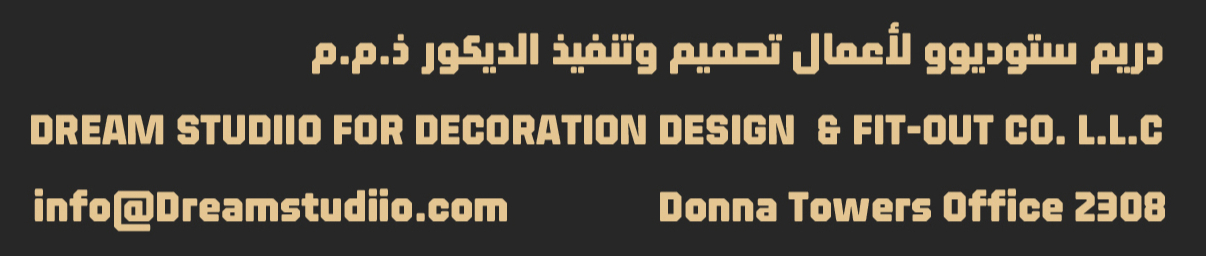 دريم ستوديوو لأعمال تصميم وتنفيذ الديكور ذ.م.م
DREAM STUDIIO FOR DECORATION DESIGN & FIT-OUT CO. L.L.C
info@Dreamstudiio.com Donna Towers Office 2308